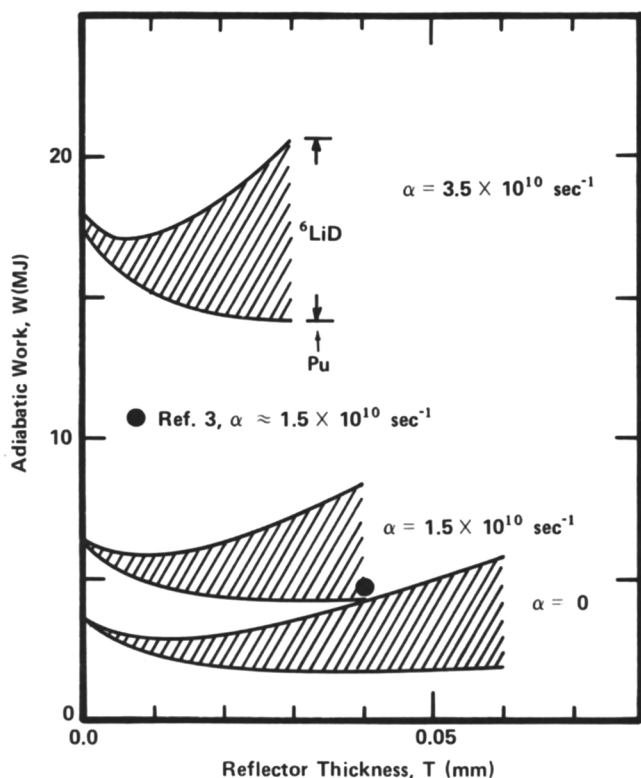 20
α = 3.5 × 10¹⁰ sec⁻¹
⁶LiD
Pu
Adiabatic Work, W(MJ)
Ref. 3, α ≈ 1.5 × 10¹⁰ sec⁻¹
10
α = 1.5 × 10¹⁰ sec⁻¹
α = 0
0
0.0
0.05
Reflector Thickness, T (mm)